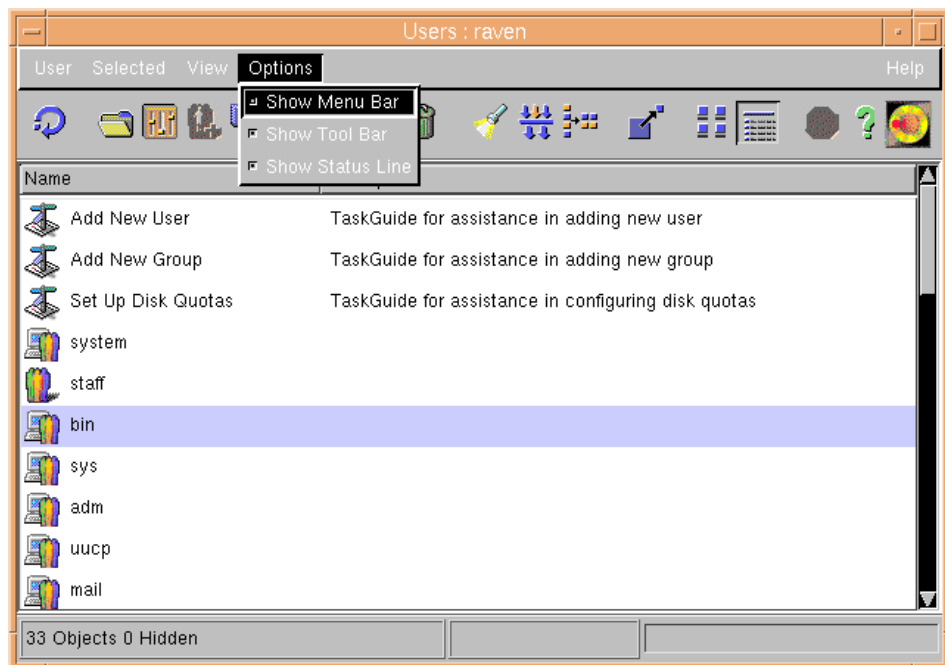 Users : raven
User Selected View Options Help
Show Menu Bar
Show Tool Bar
Show Status Line
Name
Add New User TaskGuide for assistance in adding new user
Add New Group TaskGuide for assistance in adding new group
Set Up Disk Quotas TaskGuide for assistance in configuring disk quotas
system
staff
bin
sys
adm
uucp
mail
33 Objects 0 Hidden